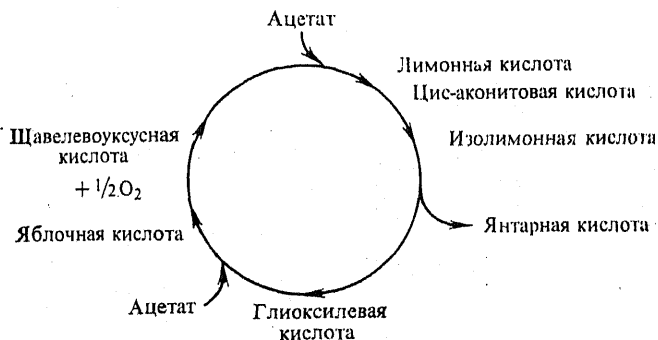 Ацетат
Лимонная кислота
Цис-аконитовая кислота
Изолимонная кислота
Щавелевоуксусная
кислота
+ 1/2O₂
Янтарная кислота
Яблочная кислота
Ацетат
Глиоксилевая
кислота